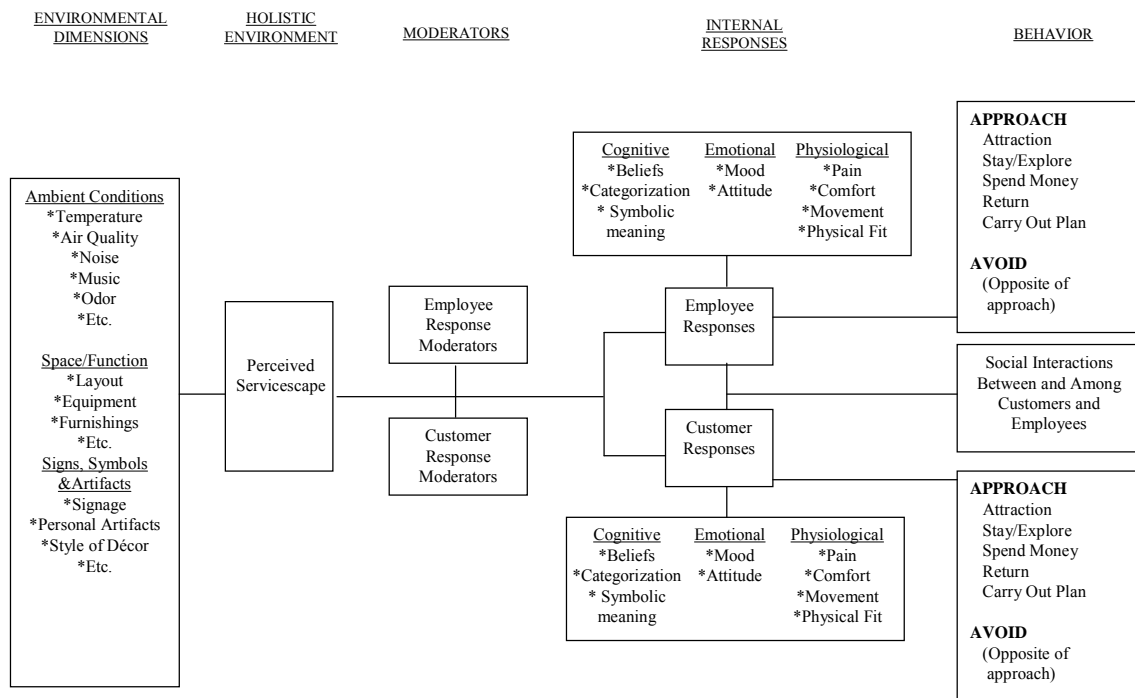 ENVIRONMENTAL
DIMENSIONS
HOLISTIC
ENVIRONMENT
MODERATORS
INTERNAL
RESPONSES
BEHAVIOR
Ambient Conditions
*Temperature
*Air Quality
*Noise
*Music
*Odor
*Etc.
Space/Function
*Layout
*Equipment
*Furnishings
*Etc.
Signs, Symbols
&Artifacts
*Signage
*Personal Artifacts
*Style of Décor
*Etc.
Perceived
Servicescape
Employee
Response
Moderators
Customer
Response
Moderators
Cognitive
*Beliefs
*Categorization
* Symbolic
meaning
Emotional
*Mood
*Attitude
Physiological
*Pain
*Comfort
*Movement
*Physical Fit
Employee
Responses
Customer
Responses
Cognitive
*Beliefs
*Categorization
* Symbolic
meaning
Emotional
*Mood
*Attitude
Physiological
*Pain
*Comfort
*Movement
*Physical Fit
APPROACH
Attraction
Stay/Explore
Spend Money
Return
Carry Out Plan
AVOID
(Opposite of
approach)
Social Interactions
Between and Among
Customers and
Employees
APPROACH
Attraction
Stay/Explore
Spend Money
Return
Carry Out Plan
AVOID
(Opposite of
approach)